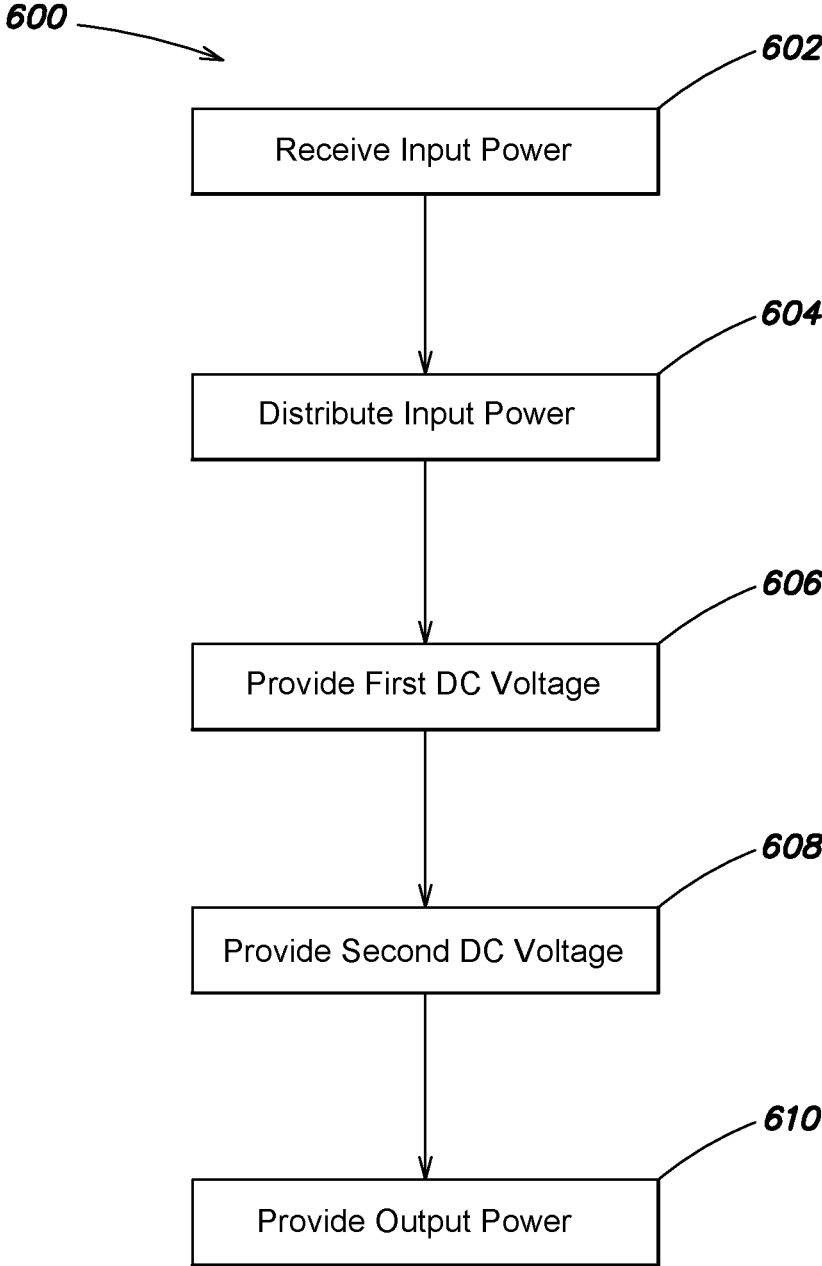 600
602
Receive Input Power
604
Distribute Input Power
606
Provide First DC Voltage
608
Provide Second DC Voltage
610
Provide Output Power